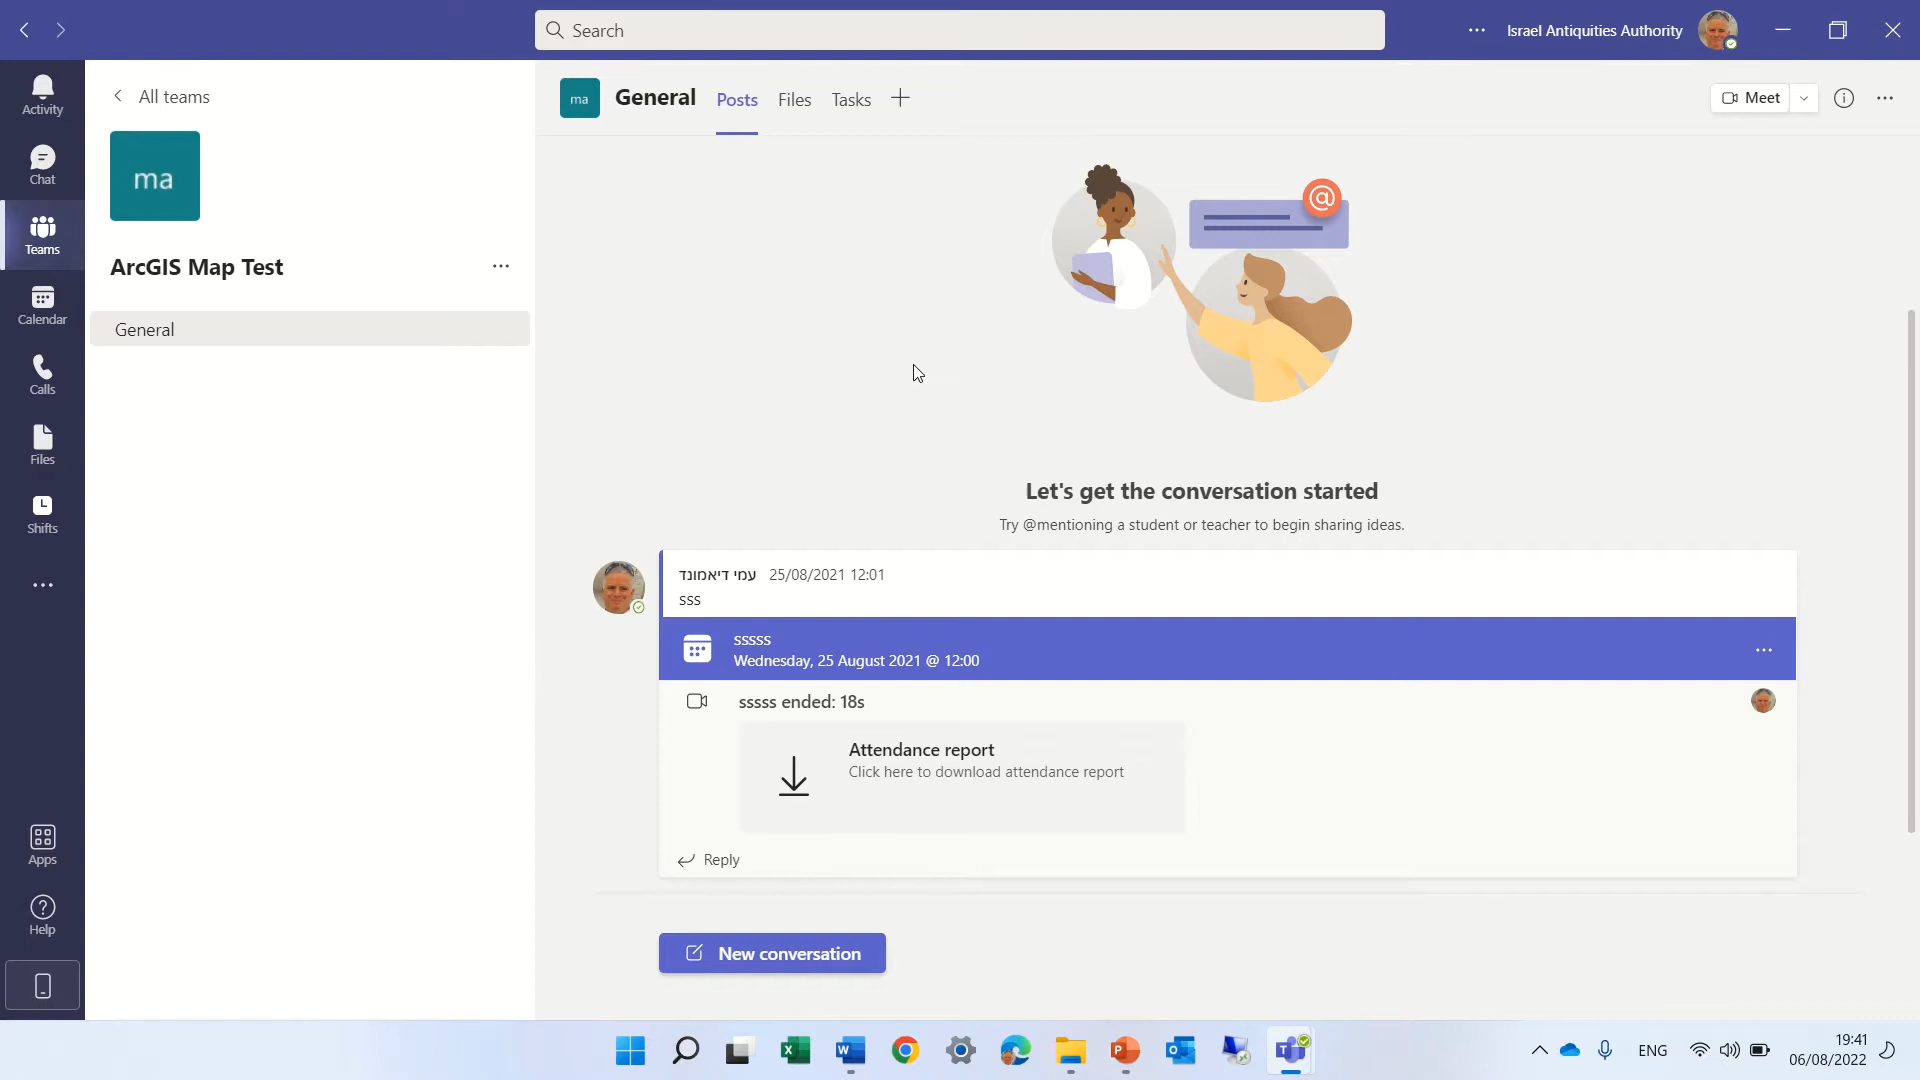 Search
Israel Antiquities Authority
Activity
Chat
Teams
Calendar
Calls
Files
Shifts
Apps
Help
All teams
ma
ArcGIS Map Test
General
ma
General
Posts
Files
Tasks
Meet
Let's get the conversation started
Try @mentioning a student or teacher to begin sharing ideas.
עמי דיאמונד 25/08/2021 12:01
sss
sssss
Wednesday, 25 August 2021 @ 12:00
sssss ended: 18s
Attendance report
Click here to download attendance report
Reply
New conversation
ENG
19:41
06/08/2022